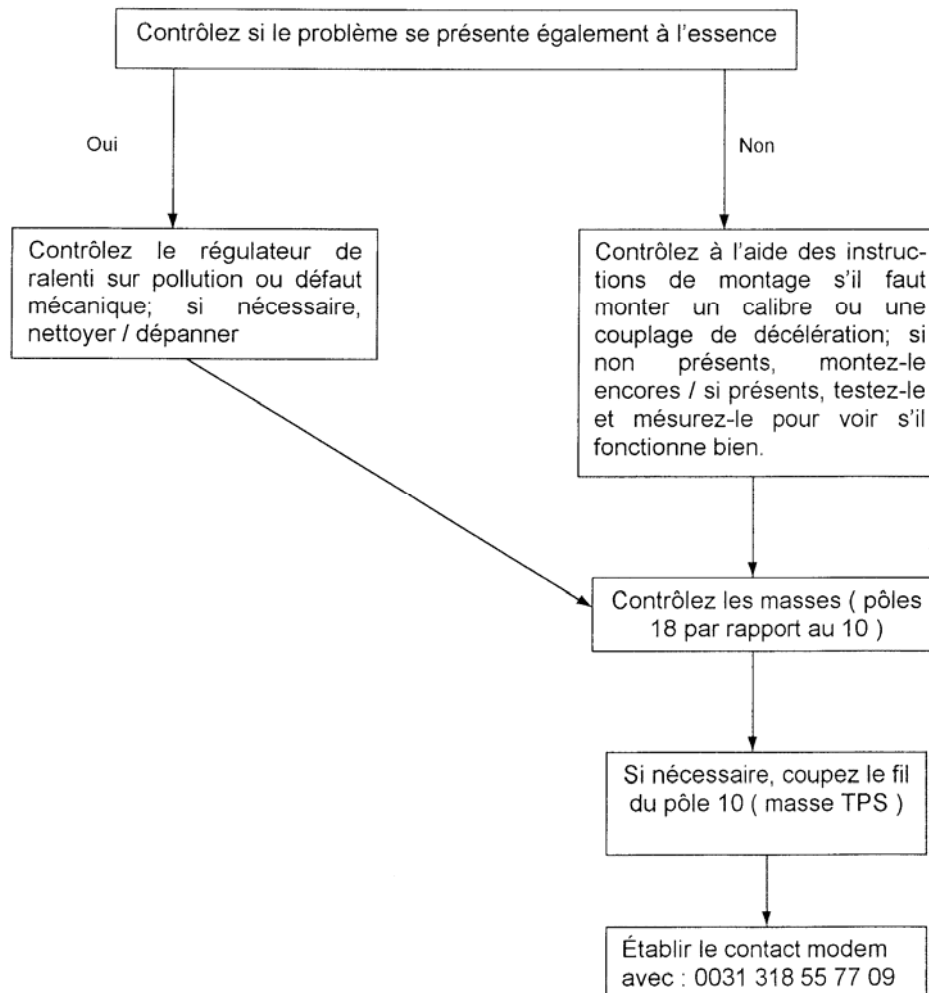 Contrôlez si le problème se présente également à l'essence
Oui
Non
Contrôlez le régulateur de
ralenti sur pollution ou défaut
mécanique; si nécessaire,
nettoyer / dépanner
Contrôlez à l'aide des instruc-
tions de montage s'il faut
monter un calibre ou une
couplage de décélération; si
non présents, montez-le
encores / si présents, testez-le
et mésurez-le pour voir s'il
fonctionne bien.
Contrôlez les masses ( pôles
18 par rapport au 10 )
Si nécessaire, coupez le fil
du pôle 10 ( masse TPS )
Établir le contact modem
avec : 0031 318 55 77 09